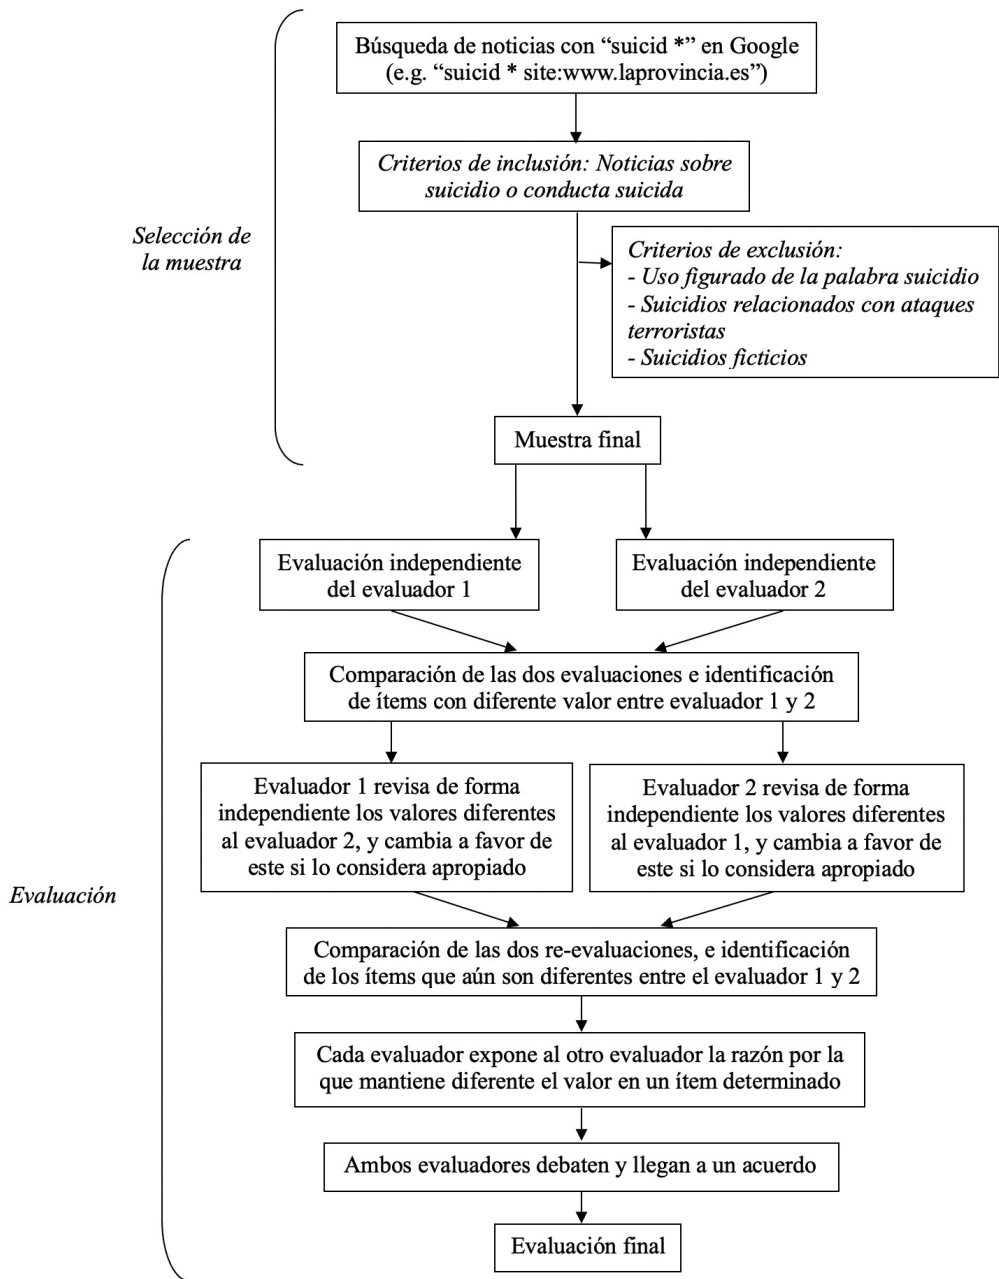 Búsqueda de noticias con “suicid *” en Google
(e.g. “suicid * site:www.laprovincia.es”)
Criterios de inclusión: Noticias sobre
suicidio o conducta suicida
Selección de
la muestra
Criterios de exclusión:
- Uso figurado de la palabra suicidio
- Suicidios relacionados con ataques
terroristas
- Suicidios ficticios
Muestra final
Evaluación independiente
del evaluador 1
Evaluación independiente
del evaluador 2
Comparación de las dos evaluaciones e identificación
de ítems con diferente valor entre evaluador 1 y 2
Evaluador 1 revisa de forma
independiente los valores diferentes
al evaluador 2, y cambia a favor de
este si lo considera apropiado
Evaluador 2 revisa de forma
independiente los valores diferentes
al evaluador 1, y cambia a favor de
este si lo considera apropiado
Evaluación
Comparación de las dos re-evaluaciones, e identificación
de los ítems que aún son diferentes entre el evaluador 1 y 2
Cada evaluador expone al otro evaluador la razón por la
que mantiene diferente el valor en un ítem determinado
Ambos evaluadores debaten y llegan a un acuerdo
Evaluación final